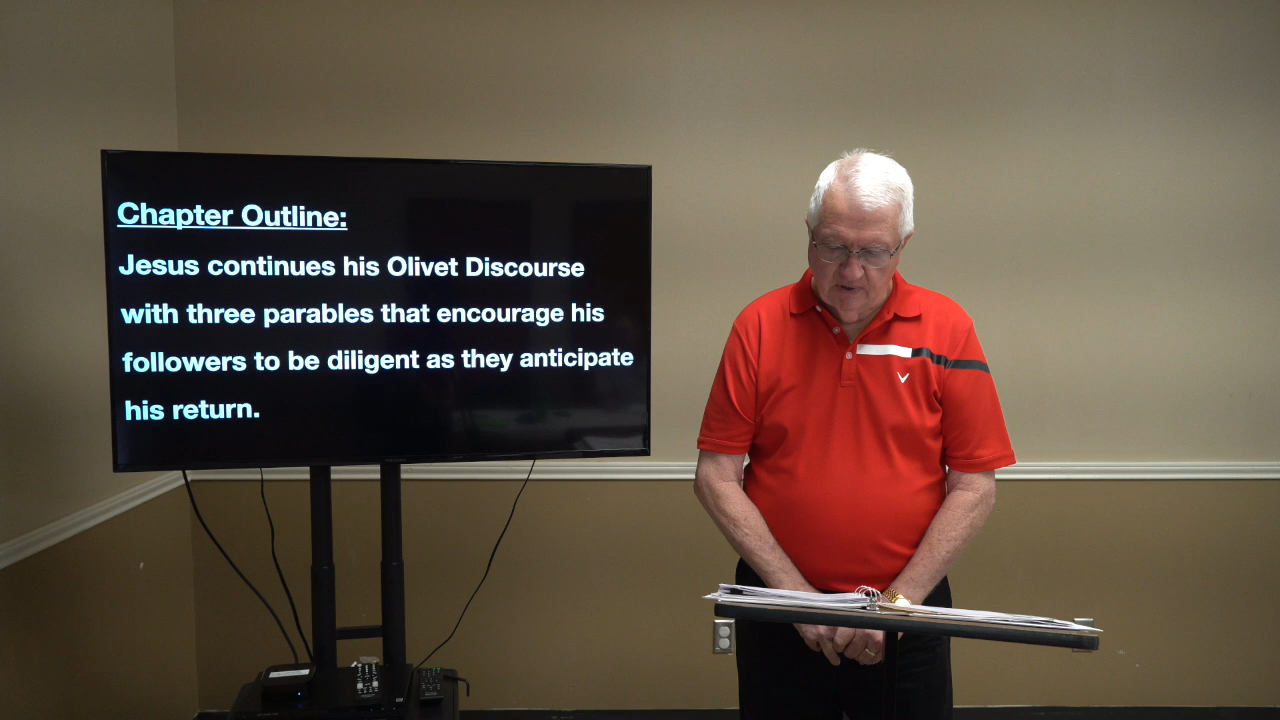 Chapter Outline:
Jesus continues his Olivet Discourse
with three parables that encourage his
followers to be diligent as they anticipate
his return.